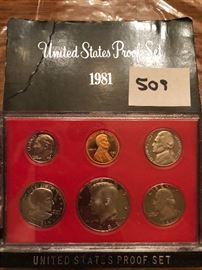 United States Proof Set
1981
509
UNITED STATES PROOF SET